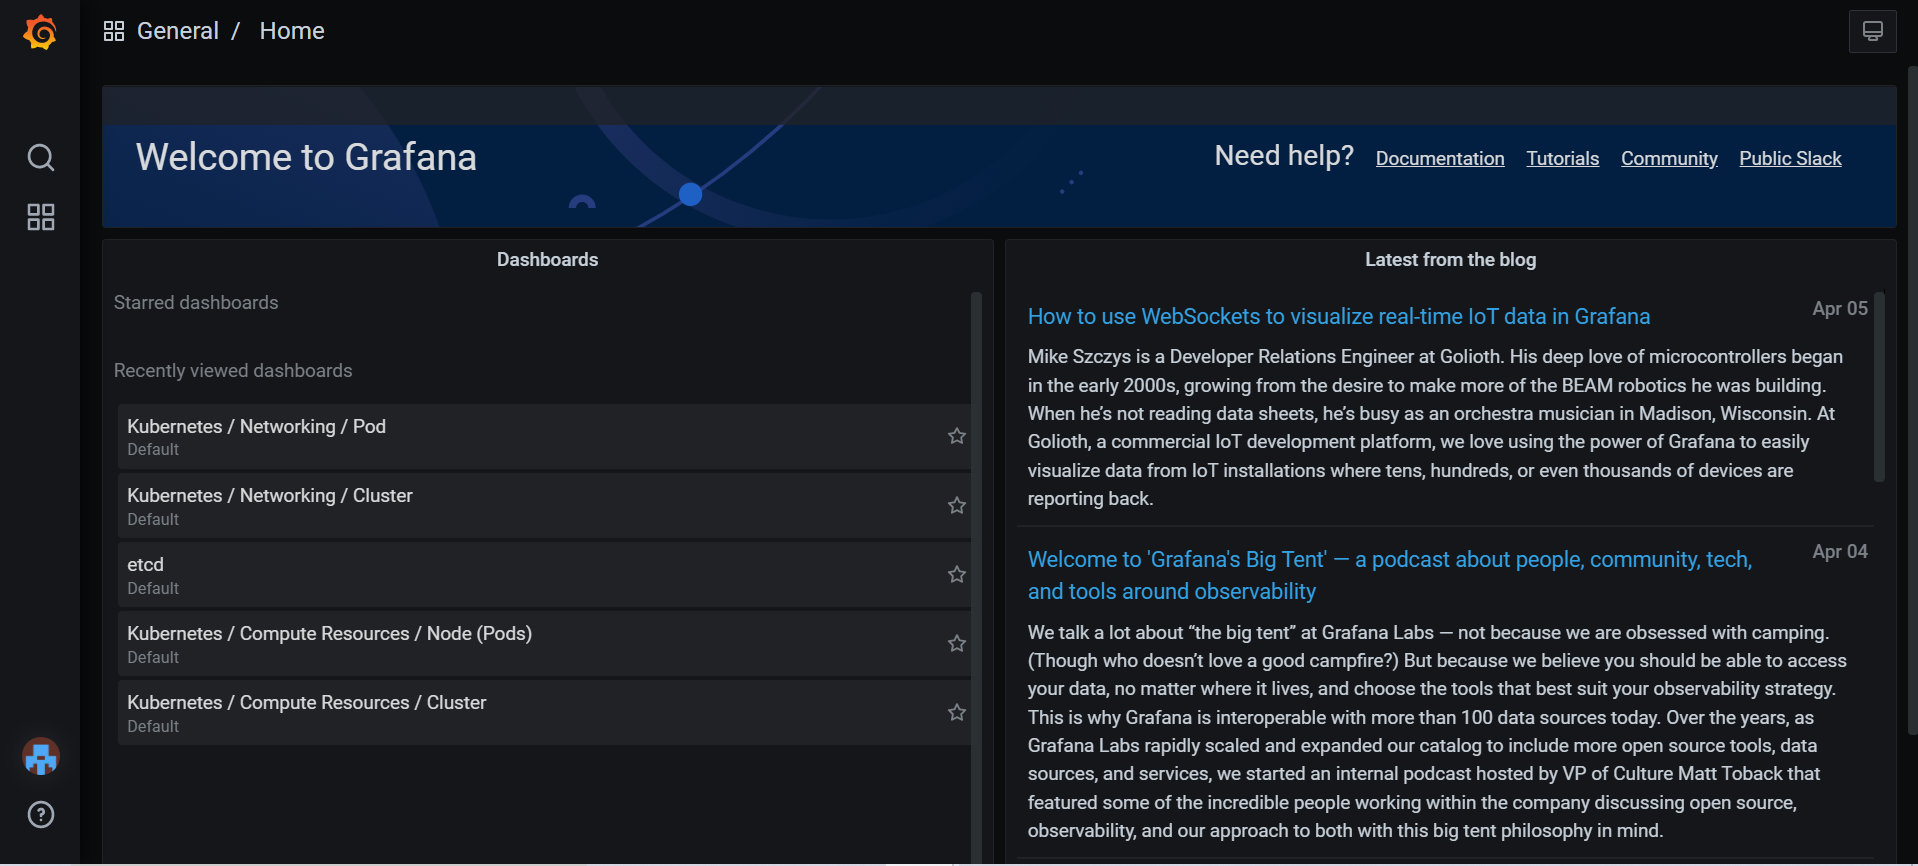 General / Home
Welcome to Grafana
Need help? Documentation Tutorials Community Public Slack
Dashboards
Starred dashboards
Recently viewed dashboards
Kubernetes / Networking / Pod
Default
Kubernetes / Networking / Cluster
Default
etcd
Default
Kubernetes / Compute Resources / Node (Pods)
Default
Kubernetes / Compute Resources / Cluster
Default
Latest from the blog
How to use WebSockets to visualize real-time IoT data in Grafana
Apr 05
Mike Szczys is a Developer Relations Engineer at Golioth. His deep love of microcontrollers began
in the early 2000s, growing from the desire to make more of the BEAM robotics he was building.
When he’s not reading data sheets, he’s busy as an orchestra musician in Madison, Wisconsin. At
Golioth, a commercial IoT development platform, we love using the power of Grafana to easily
visualize data from IoT installations where tens, hundreds, or even thousands of devices are
reporting back.
Welcome to 'Grafana's Big Tent' — a podcast about people, community, tech,
and tools around observability
Apr 04
We talk a lot about “the big tent” at Grafana Labs — not because we are obsessed with camping.
(Though who doesn’t love a good campfire?) But because we believe you should be able to access
your data, no matter where it lives, and choose the tools that best suit your observability strategy.
This is why Grafana is interoperable with more than 100 data sources today. Over the years, as
Grafana Labs rapidly scaled and expanded our catalog to include more open source tools, data
sources, and services, we started an internal podcast hosted by VP of Culture Matt Toback that
featured some of the incredible people working within the company discussing open source,
observability, and our approach to both with this big tent philosophy in mind.